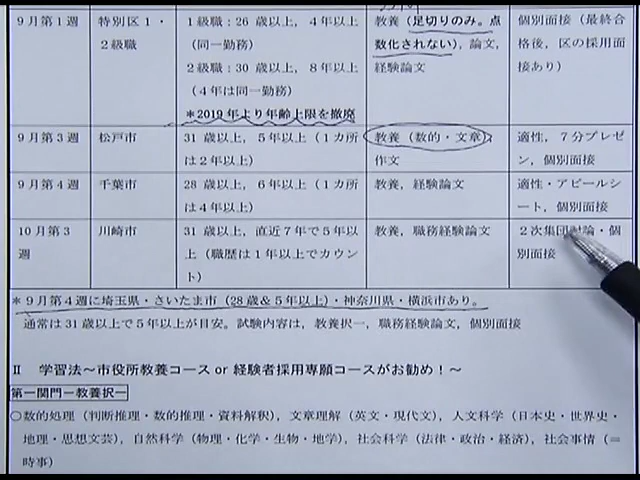 9月第1週 特別区1・ 1級職：26歳以上，4年以上 教養（足切りのみ。点 個別面接（最終合
2級職 （同一勤務） 数化されない），論文， 格後，区の採用面
2級職：30歳以上，8年以上 経験論文 接あり）
（4年は同一勤務）
＊2019年より年齢上限を撤廃
9月第3週 松戸市 31歳以上，5年以上（1カ所 教養（数的・文章）， 適性，7分プレゼ
は2年以上） 作文 ン，個別面接
9月第4週 千葉市 28歳以上，6年以上（1カ所 教養，経験論文 適性・アピールシ
は4年以上） ート，個別面接
10月第3 川崎市 31歳以上，直近7年で5年以 教養，職務経験論文 2次集団討論・個
週 上（職歴は1年以上でカウン 別面接
ト）
＊9月第4週に埼玉県・さいたま市（28歳＆5年以上）・神奈川県・横浜市あり。
通常は31歳以上で5年以上が目安。試験内容は，教養択一，職務経験論文，個別面接
Ⅱ 学習法～市役所教養コース or 経験者採用専願コースがお勧め！～
第一関門ー教養択一
○数的処理（判断推理・数的推理・資料解釈），文章理解（英文・現代文），人文科学（日本史・世界史・
地理・思想文芸），自然科学（物理・化学・生物・地学），社会科学（法律・政治・経済），社会事情（＝
時事）